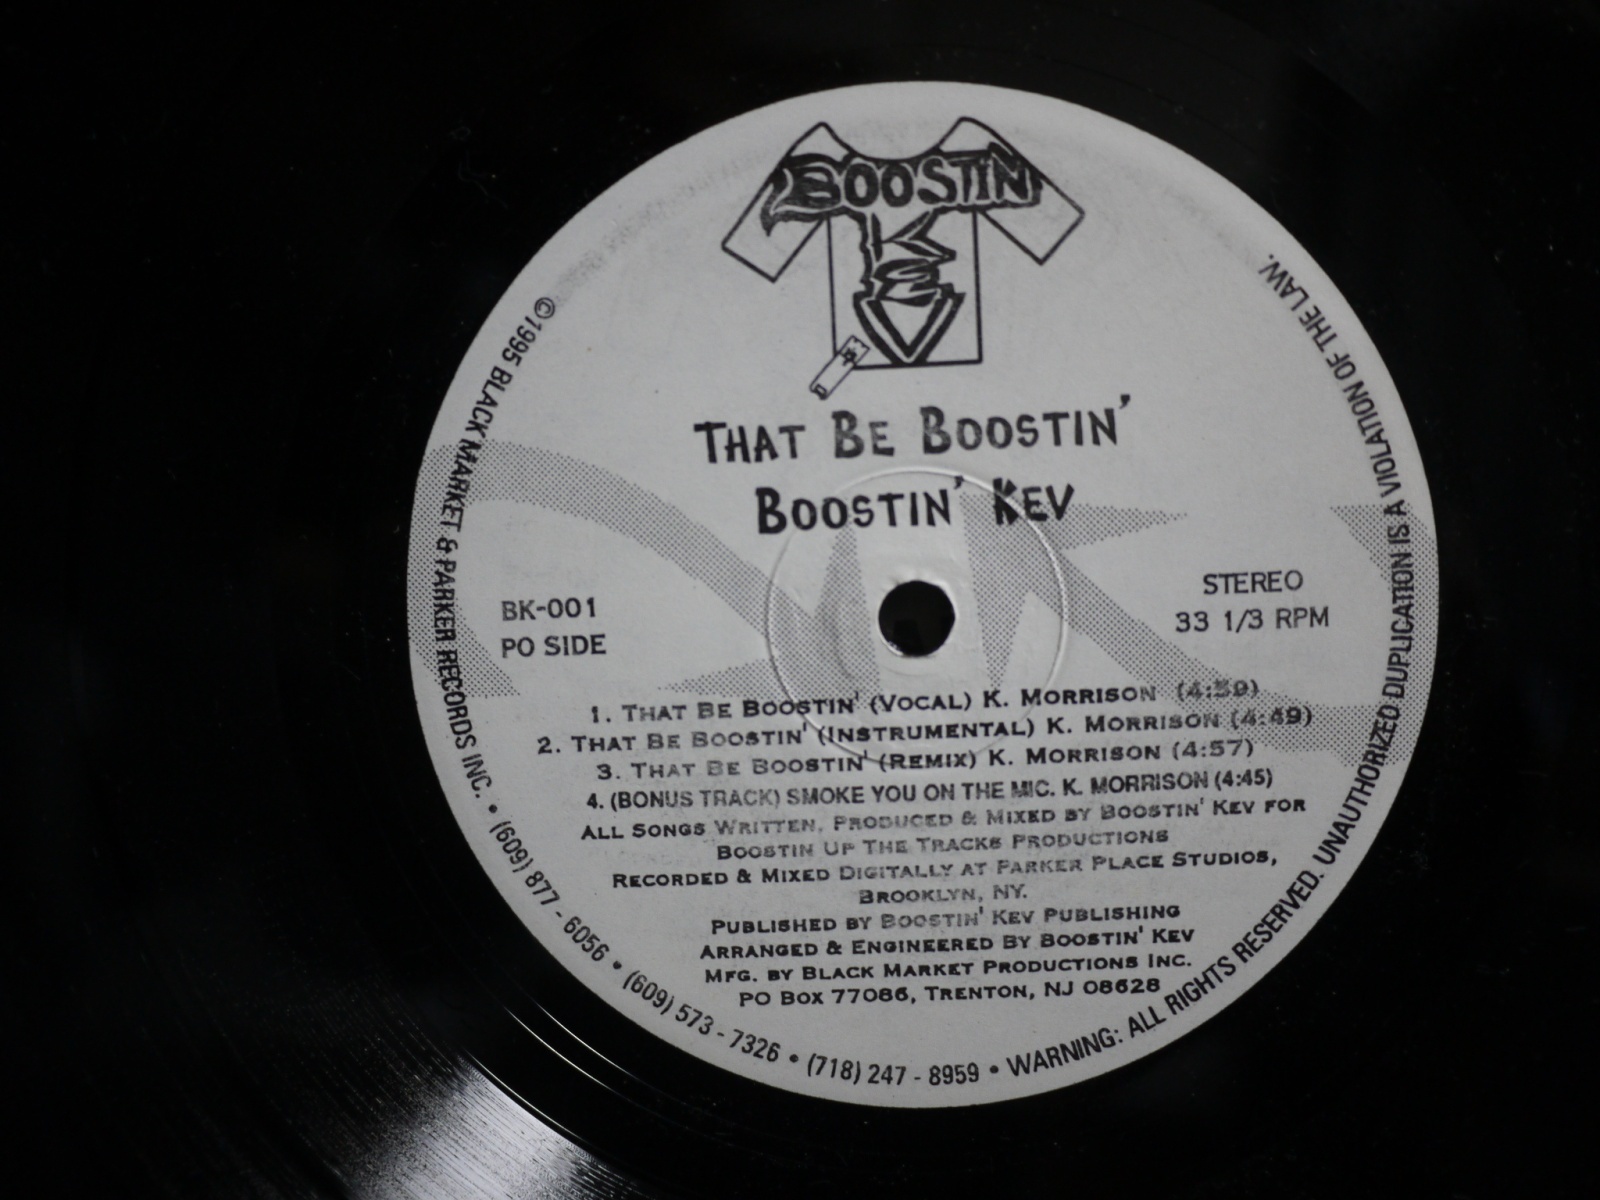 BOOSTIN
KEV
THAT BE BOOSTIN'
BOOSTIN' KEV
BK-001
PO SIDE
STEREO
33 1/3 RPM
1. THAT BE BOOSTIN' (VOCAL) K. MORRISON (4:59)
2. THAT BE BOOSTIN' (INSTRUMENTAL) K. MORRISON (4:49)
3. THAT BE BOOSTIN' (REMIX) K. MORRISON (4:57)
4. (BONUS TRACK) SMOKE YOU ON THE MIC. K. MORRISON (4:45)
ALL SONGS WRITTEN, PRODUCED & MIXED BY BOOSTIN' KEV FOR
BOOSTIN UP THE TRACKS PRODUCTIONS
RECORDED & MIXED DIGITALLY AT PARKER PLACE STUDIOS,
BROOKLYN, NY.
PUBLISHED BY BOOSTIN' KEV PUBLISHING
ARRANGED & ENGINEERED BY BOOSTIN' KEV
MFG. BY BLACK MARKET PRODUCTIONS INC.
PO BOX 77086, TRENTON, NJ 08628
©1995 BLACK MARKET & PARKER RECORDS INC. • (609) 877 - 6056 • (609) 573 - 7326 • (718) 247 - 8959 • WARNING: ALL RIGHTS RESERVED. UNAUTHORIZED DUPLICATION IS A VIOLATION OF THE LAW.